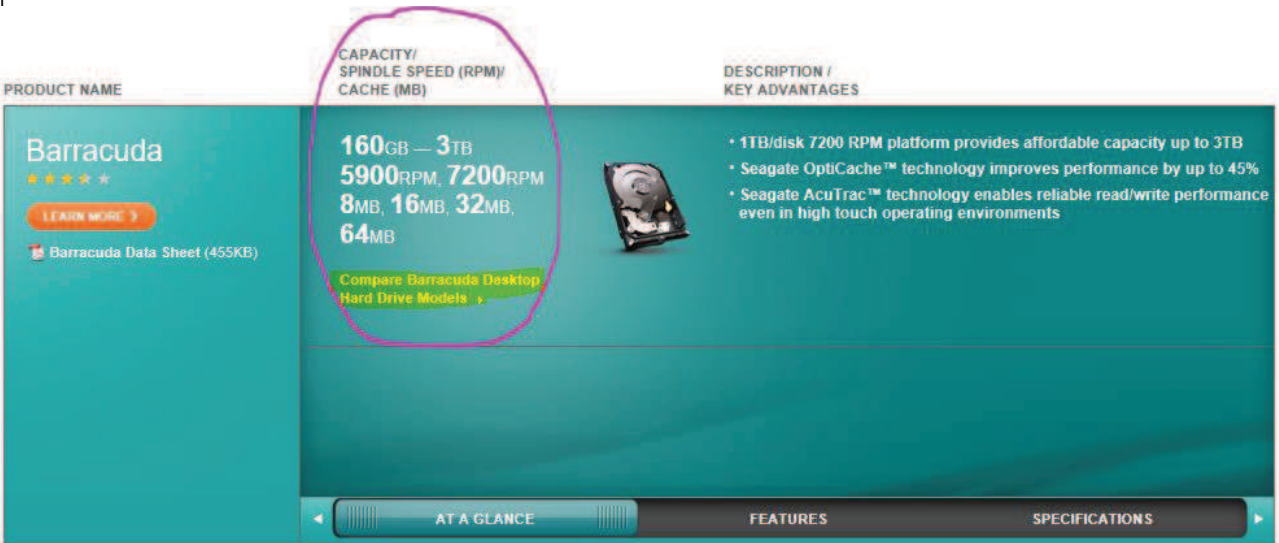 PRODUCT NAME
CAPACITY/
SPINDLE SPEED (RPM)/
CACHE (MB)
DESCRIPTION /
KEY ADVANTAGES
Barracuda
LEARN MORE
Barracuda Data Sheet (455KB)
160GB — 3TB
5900RPM, 7200RPM
8MB, 16MB, 32MB,
64MB
Compare Barracuda Desktop
Hard Drive Models
• 1TB/disk 7200 RPM platform provides affordable capacity up to 3TB
• Seagate OptiCache™ technology improves performance by up to 45%
• Seagate AcuTrac™ technology enables reliable read/write performance
even in high touch operating environments
AT A GLANCE
FEATURES
SPECIFICATIONS